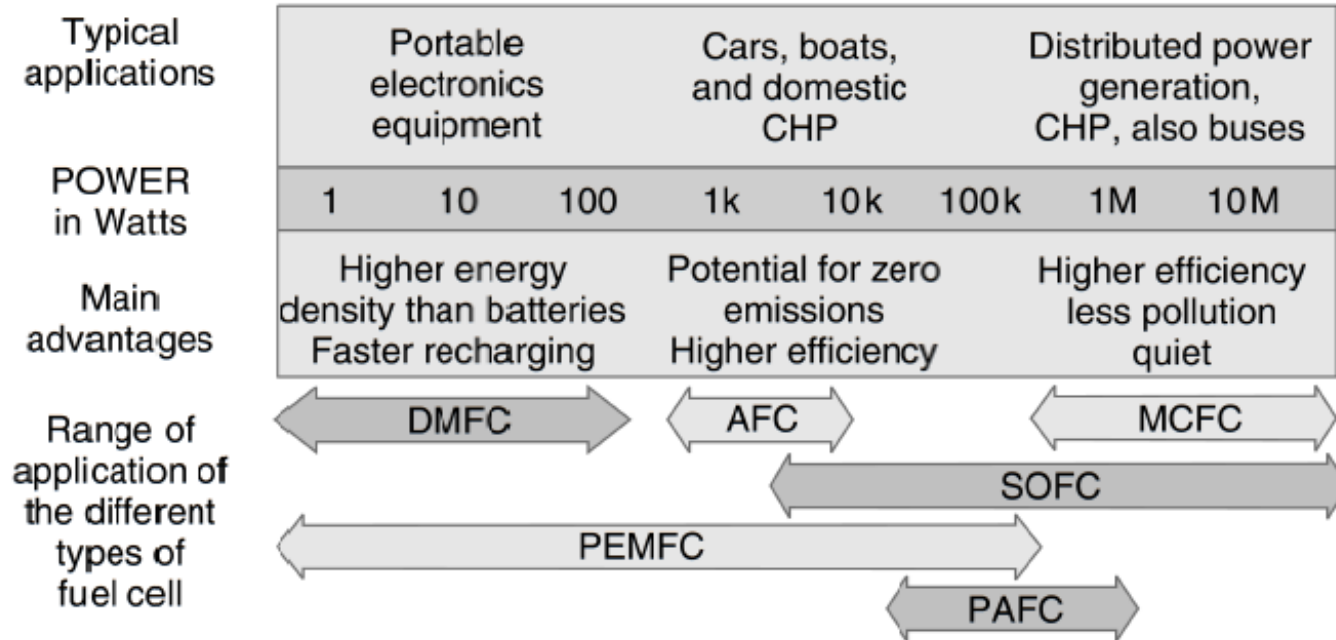 Typical
applications
Portable
electronics
equipment
Cars, boats,
and domestic
CHP
Distributed power
generation,
CHP, also buses
POWER
in Watts
1 10 100 1k 10k 100k 1M 10M
Main
advantages
Higher energy
density than batteries
Faster recharging
Potential for zero
emissions
Higher efficiency
Higher efficiency
less pollution
quiet
Range of
application of
the different
types of
fuel cell
DMFC AFC MCFC
SOFC
PEMFC
PAFC